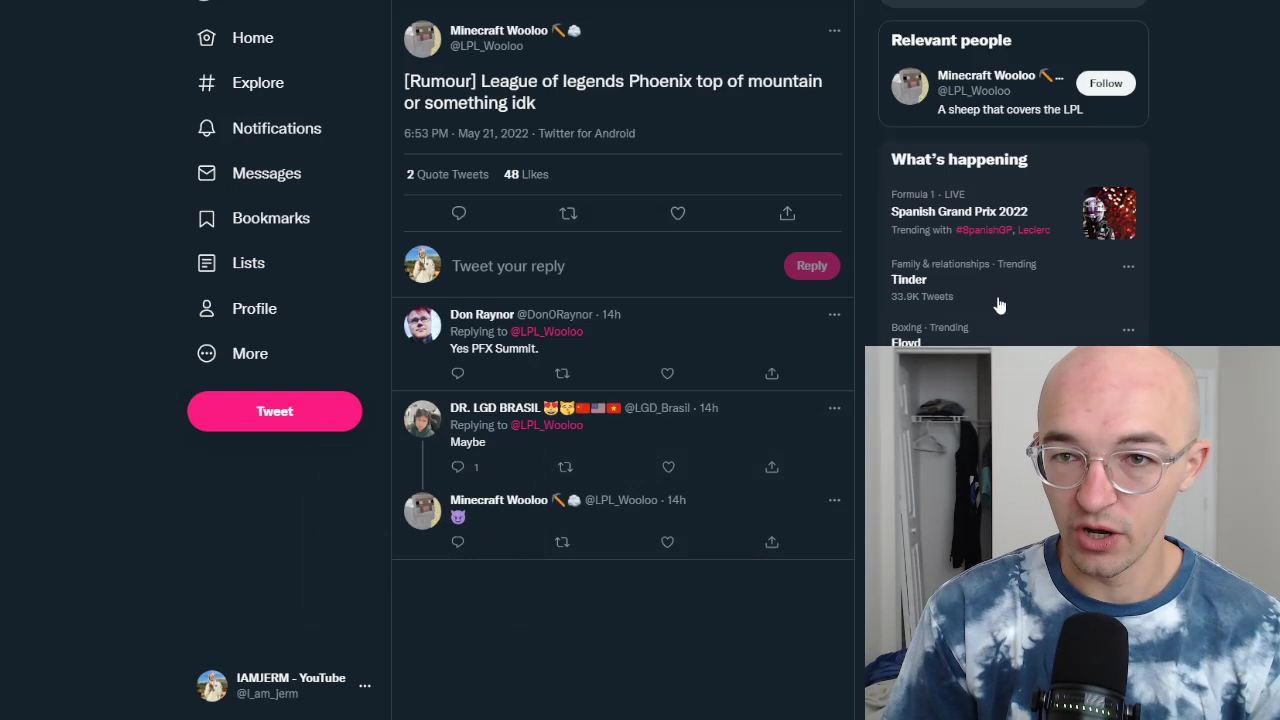 Home
Explore
Notifications
Messages
Bookmarks
Lists
Profile
More
Tweet
IAMJERM - YouTube
@I_am_jerm
Minecraft Wooloo
@LPL_Wooloo
[Rumour] League of legends Phoenix top of mountain
or something idk
6:53 PM · May 21, 2022 · Twitter for Android
2 Quote Tweets 48 Likes
Tweet your reply
Reply
Don Raynor @Don0Raynor · 14h
Replying to @LPL_Wooloo
Yes PFX Summit.
DR. LGD BRASIL @LGD_Brasil · 14h
Replying to @LPL_Wooloo
Maybe
1
Minecraft Wooloo @LPL_Wooloo · 14h
Relevant people
Minecraft Wooloo ...
@LPL_Wooloo
Follow
A sheep that covers the LPL
What's happening
Formula 1 · LIVE
Spanish Grand Prix 2022
Trending with #SpanishGP, Leclerc
Family & relationships · Trending
Tinder
33.9K Tweets
Boxing · Trending
Floyd